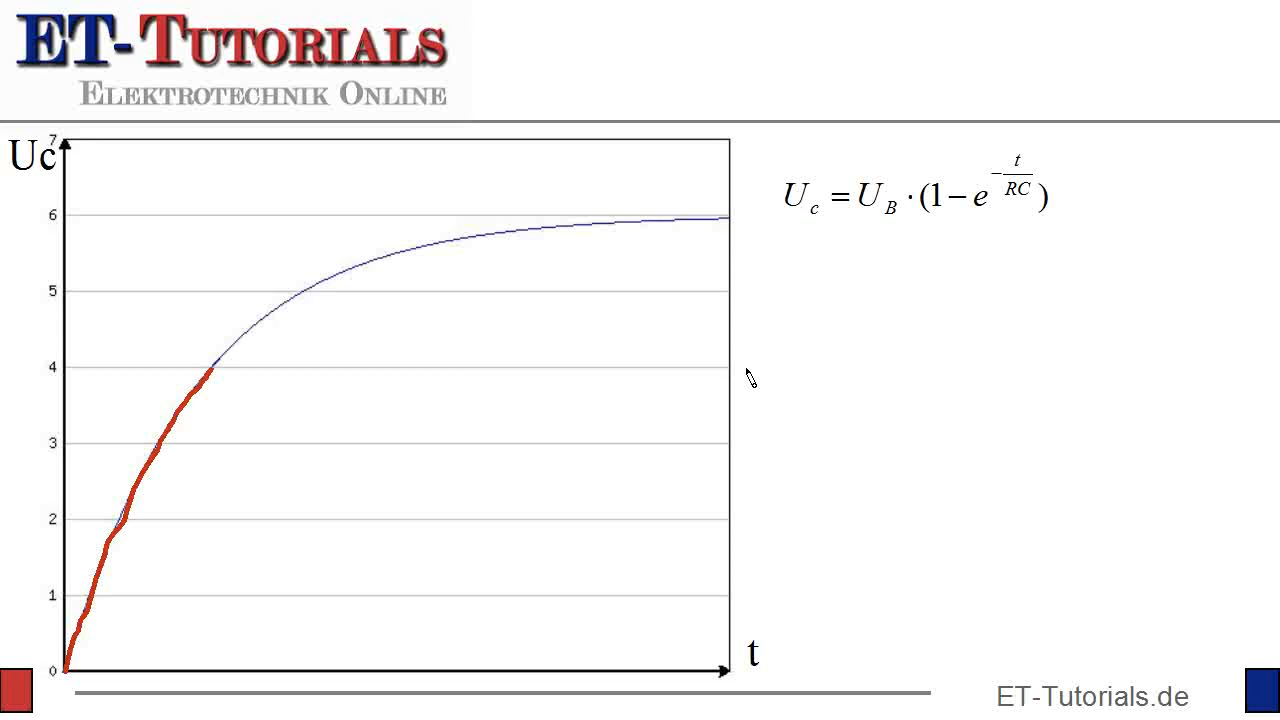 ET-TUTORIALS
ELEKTROTECHNIK ONLINE
Uc
7
6
5
4
3
2
1
0
t
U_c = U_B · (1 − e^{−t/RC})
ET-Tutorials.de